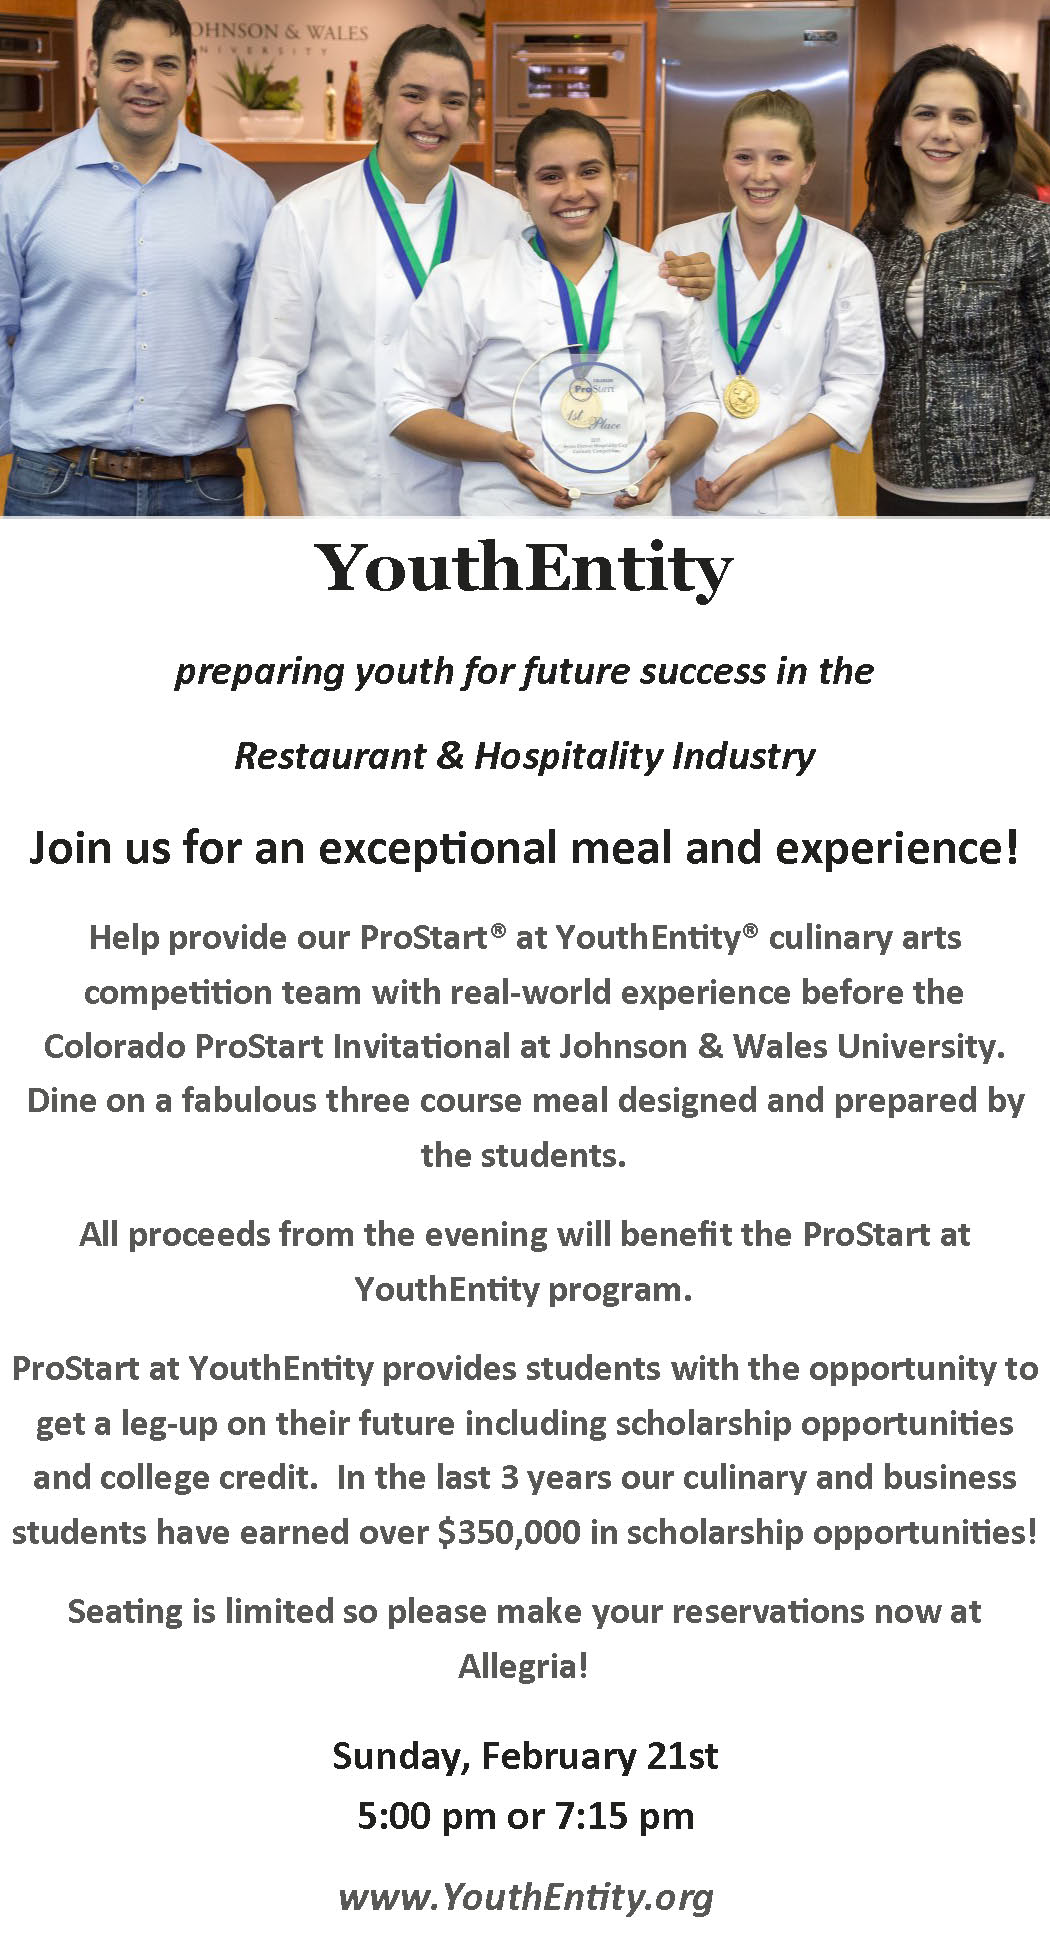 OHNSON & WALES
UNIVERSITY
COLORADO
ProStart
1st Place
YouthEntity
preparing youth for future success in the
Restaurant & Hospitality Industry
Join us for an exceptional meal and experience!
Help provide our ProStart® at YouthEntity® culinary arts
competition team with real-world experience before the
Colorado ProStart Invitational at Johnson & Wales University.
Dine on a fabulous three course meal designed and prepared by
the students.
All proceeds from the evening will benefit the ProStart at
YouthEntity program.
ProStart at YouthEntity provides students with the opportunity to
get a leg-up on their future including scholarship opportunities
and college credit.  In the last 3 years our culinary and business
students have earned over $350,000 in scholarship opportunities!
Seating is limited so please make your reservations now at
Allegria!
Sunday, February 21st
5:00 pm or 7:15 pm
www.YouthEntity.org